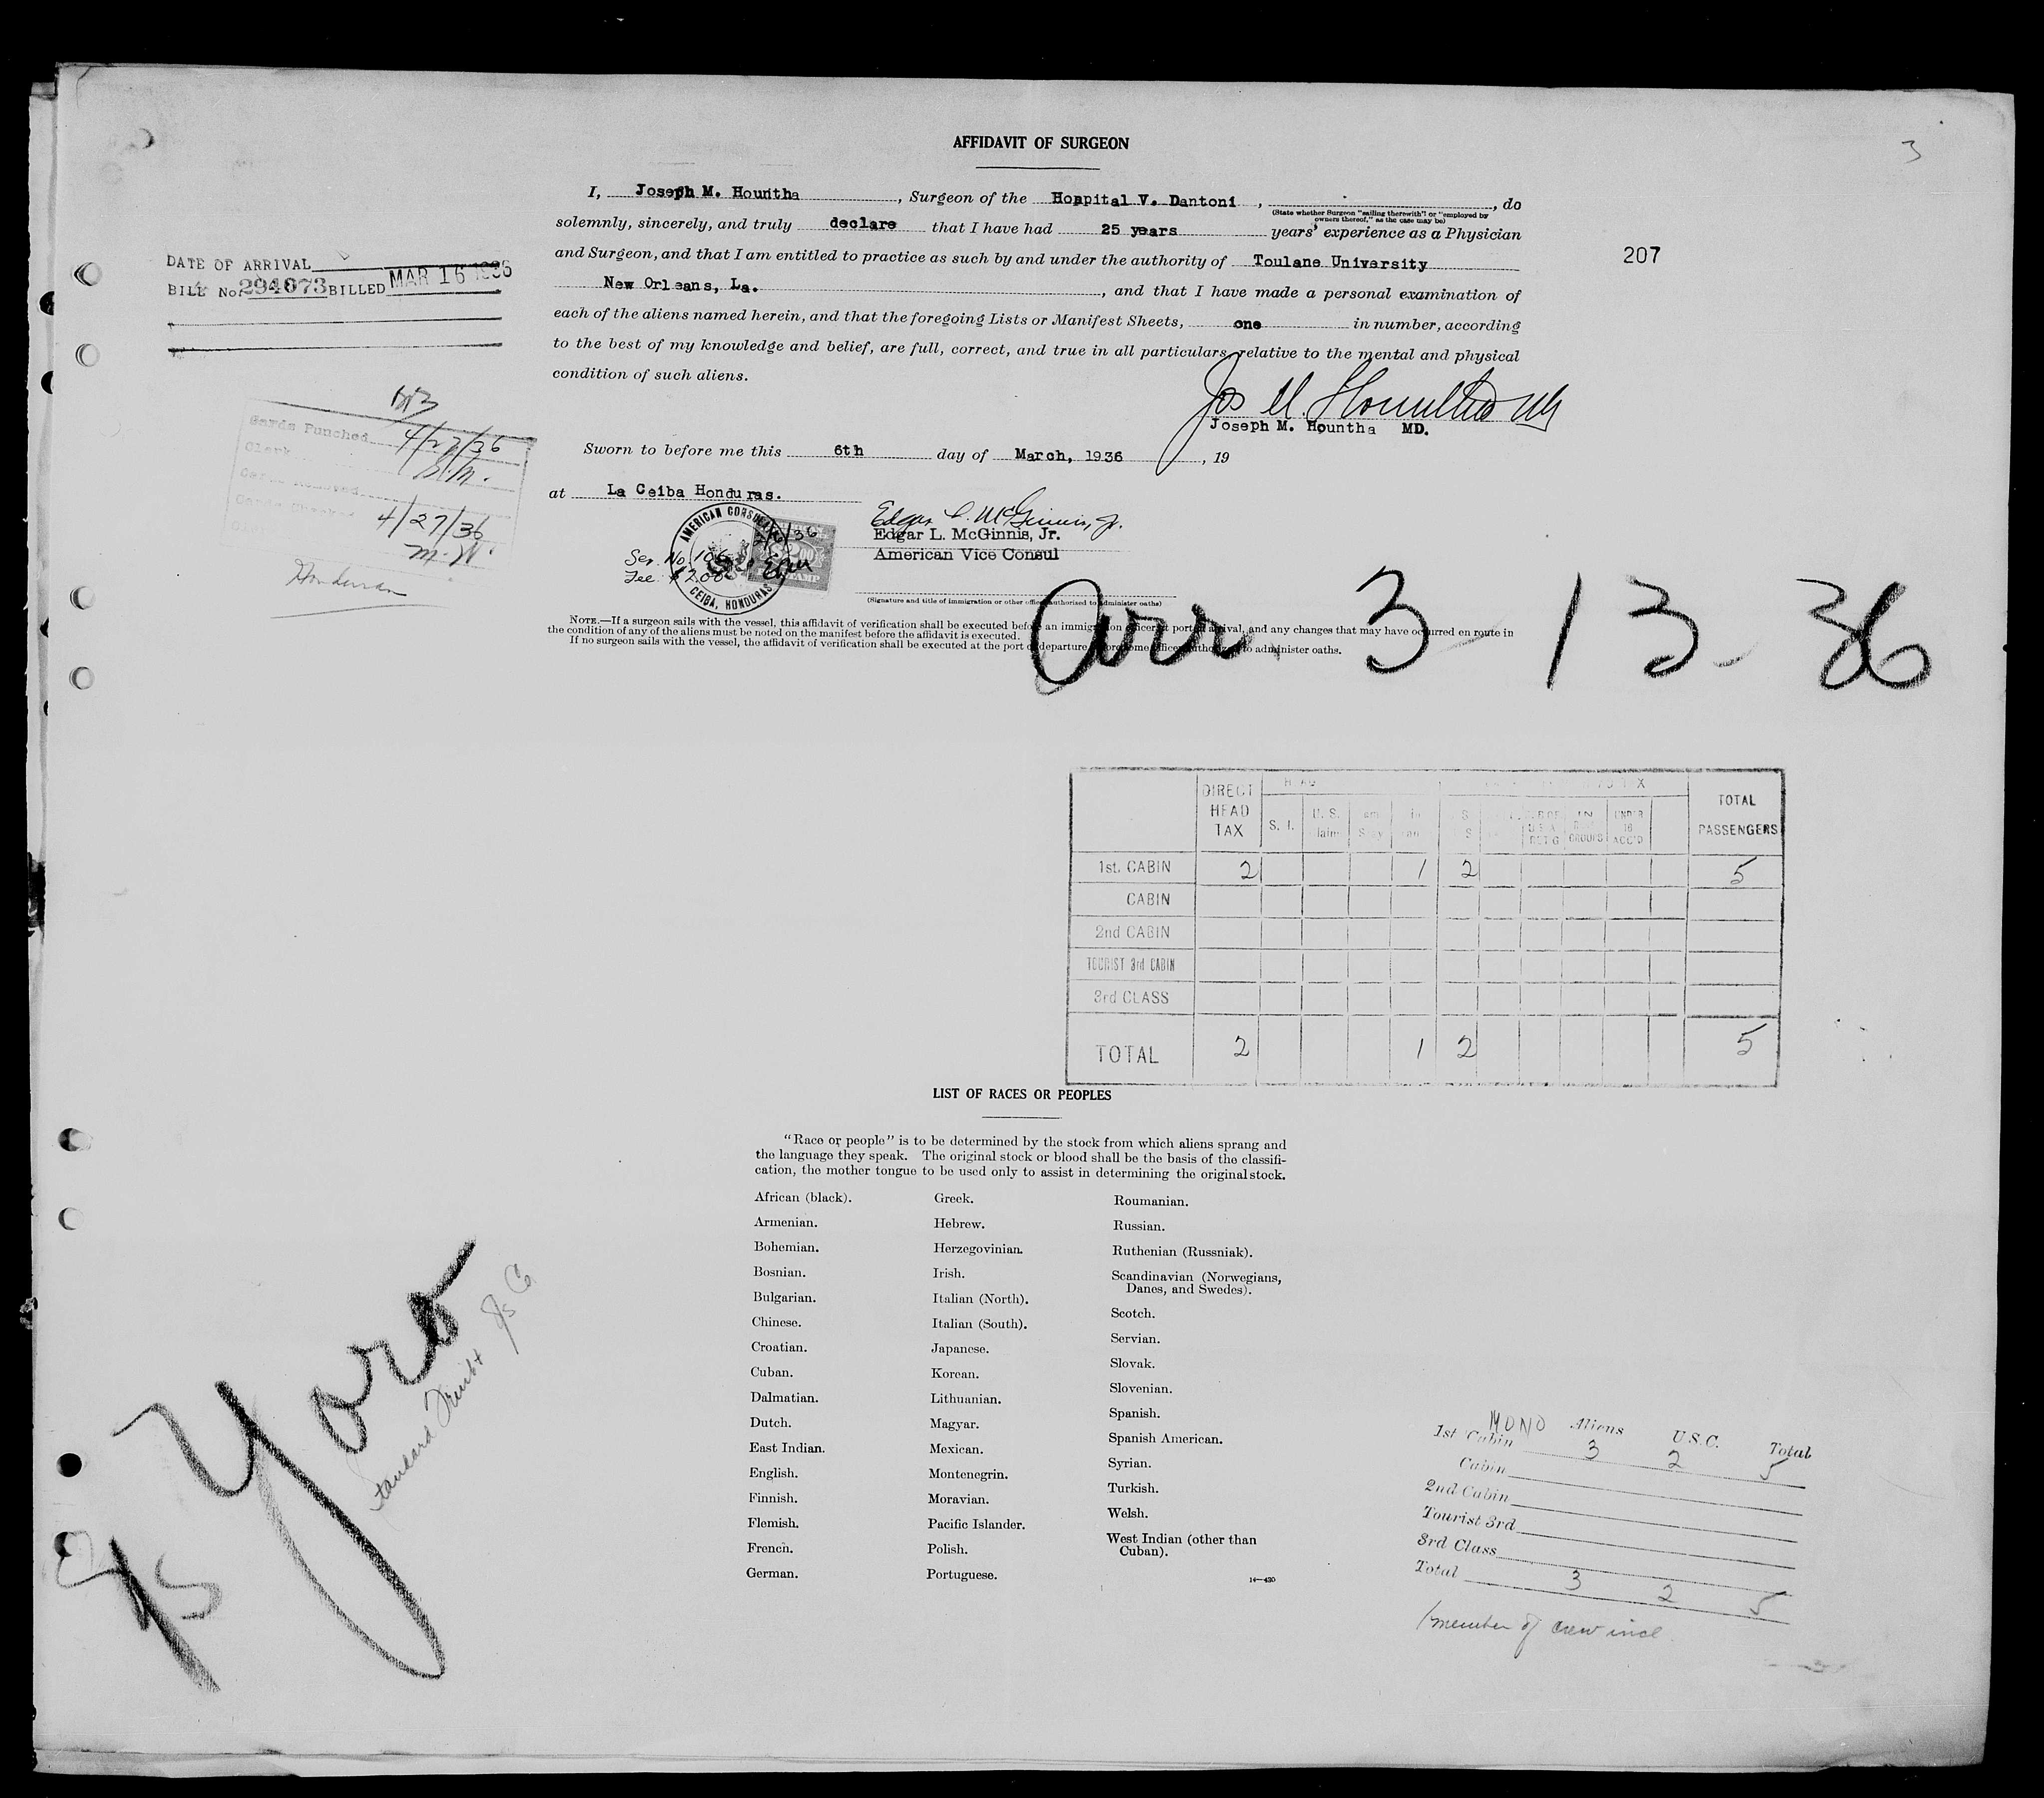 3
AFFIDAVIT OF SURGEON
I, Joseph M. Hountha, Surgeon of the Hospital V. Dantoni, , do
(State whether Surgeon "sailing therewith" or "employed by
owners thereof," as the case may be)
solemnly, sincerely, and truly declare that I have had 25 years years' experience as a Physician
and Surgeon, and that I am entitled to practice as such by and under the authority of Toulane University
New Orleans, La. , and that I have made a personal examination of
each of the aliens named herein, and that the foregoing Lists or Manifest Sheets, one in number, according
to the best of my knowledge and belief, are full, correct, and true in all particulars relative to the mental and physical
condition of such aliens.
207
DATE OF ARRIVAL
BILL No. 294073 BILLED MAR 16 1936
Jos M. Hountha MD
Joseph M. Hountha MD.
Sworn to before me this 6th day of March, 1936 , 19
at La Ceiba Honduras.
Cards Punched 4/27/36
Clerk
4/27/36
M.W.
Honduran
AMERICAN CONSULAR
CEIBA, HONDURAS
Ser. No. 106
Fee $2.00
$2.00
Edgar L. McGinnis, Jr.
Edgar L. McGinnis, Jr.
American Vice Consul
(Signature and title of immigration or other officer authorized to administer oaths)
NOTE.—If a surgeon sails with the vessel, this affidavit of verification shall be executed before an immigration officer at port of arrival, and any changes that may have occurred en route in
the condition of any of the aliens must be noted on the manifest before the affidavit is executed.
If no surgeon sails with the vessel, the affidavit of verification shall be executed at the port of departure before some officer authorized to administer oaths.
Arr. 3 - 13 - 36
DIRECT HEAD TAX S. I. U. S. TOTAL PASSENGERS
1st. CABIN 2 1 2 5
CABIN
2nd CABIN
TOURIST 3rd CABIN
3rd CLASS
TOTAL 2 1 2 5
LIST OF RACES OR PEOPLES
"Race or people" is to be determined by the stock from which aliens sprang and
the language they speak. The original stock or blood shall be the basis of the classifi-
cation, the mother tongue to be used only to assist in determining the original stock.
African (black).
Armenian.
Bohemian.
Bosnian.
Bulgarian.
Chinese.
Croatian.
Cuban.
Dalmatian.
Dutch.
East Indian.
English.
Finnish.
Flemish.
French.
German.
Greek.
Hebrew.
Herzegovinian.
Irish.
Italian (North).
Italian (South).
Japanese.
Korean.
Lithuanian.
Magyar.
Mexican.
Montenegrin.
Moravian.
Pacific Islander.
Polish.
Portuguese.
Roumanian.
Russian.
Ruthenian (Russniak).
Scandinavian (Norwegians,
Danes, and Swedes).
Scotch.
Servian.
Slovak.
Slovenian.
Spanish.
Spanish American.
Syrian.
Turkish.
Welsh.
West Indian (other than
Cuban).
14—430
Yoro
Standard Fruit & Ss Co
MONO Aliens U.S.C. Total
1st Cabin 3 2 5
Cabin
2nd Cabin
Tourist 3rd
3rd Class
Total 3 2 5
1 member of crew incl